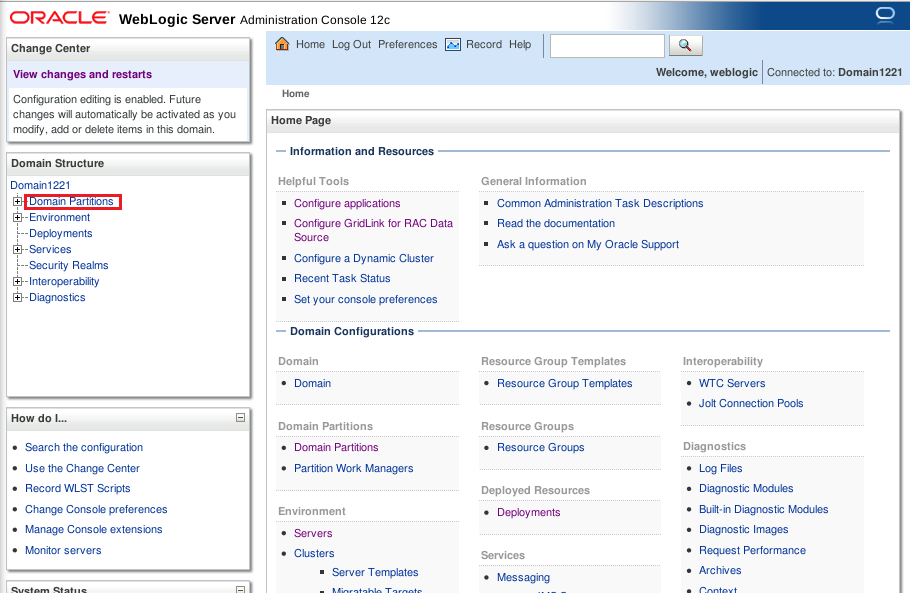 ORACLE WebLogic Server Administration Console 12c
Change Center
View changes and restarts
Configuration editing is enabled. Future
changes will automatically be activated as you
modify, add or delete items in this domain.
Domain Structure
Domain1221
Domain Partitions
Environment
Deployments
Services
Security Realms
Interoperability
Diagnostics
How do I...
Search the configuration
Use the Change Center
Record WLST Scripts
Change Console preferences
Manage Console extensions
Monitor servers
System Status
Home Log Out Preferences Record Help
Welcome, weblogic Connected to: Domain1221
Home
Home Page
Information and Resources
Helpful Tools
Configure applications
Configure GridLink for RAC Data
Source
Configure a Dynamic Cluster
Recent Task Status
Set your console preferences
General Information
Common Administration Task Descriptions
Read the documentation
Ask a question on My Oracle Support
Domain Configurations
Domain
Domain
Domain Partitions
Domain Partitions
Partition Work Managers
Environment
Servers
Clusters
Server Templates
Migratable Targets
Resource Group Templates
Resource Group Templates
Resource Groups
Resource Groups
Deployed Resources
Deployments
Services
Messaging
Interoperability
WTC Servers
Jolt Connection Pools
Diagnostics
Log Files
Diagnostic Modules
Built-in Diagnostic Modules
Diagnostic Images
Request Performance
Archives
Context